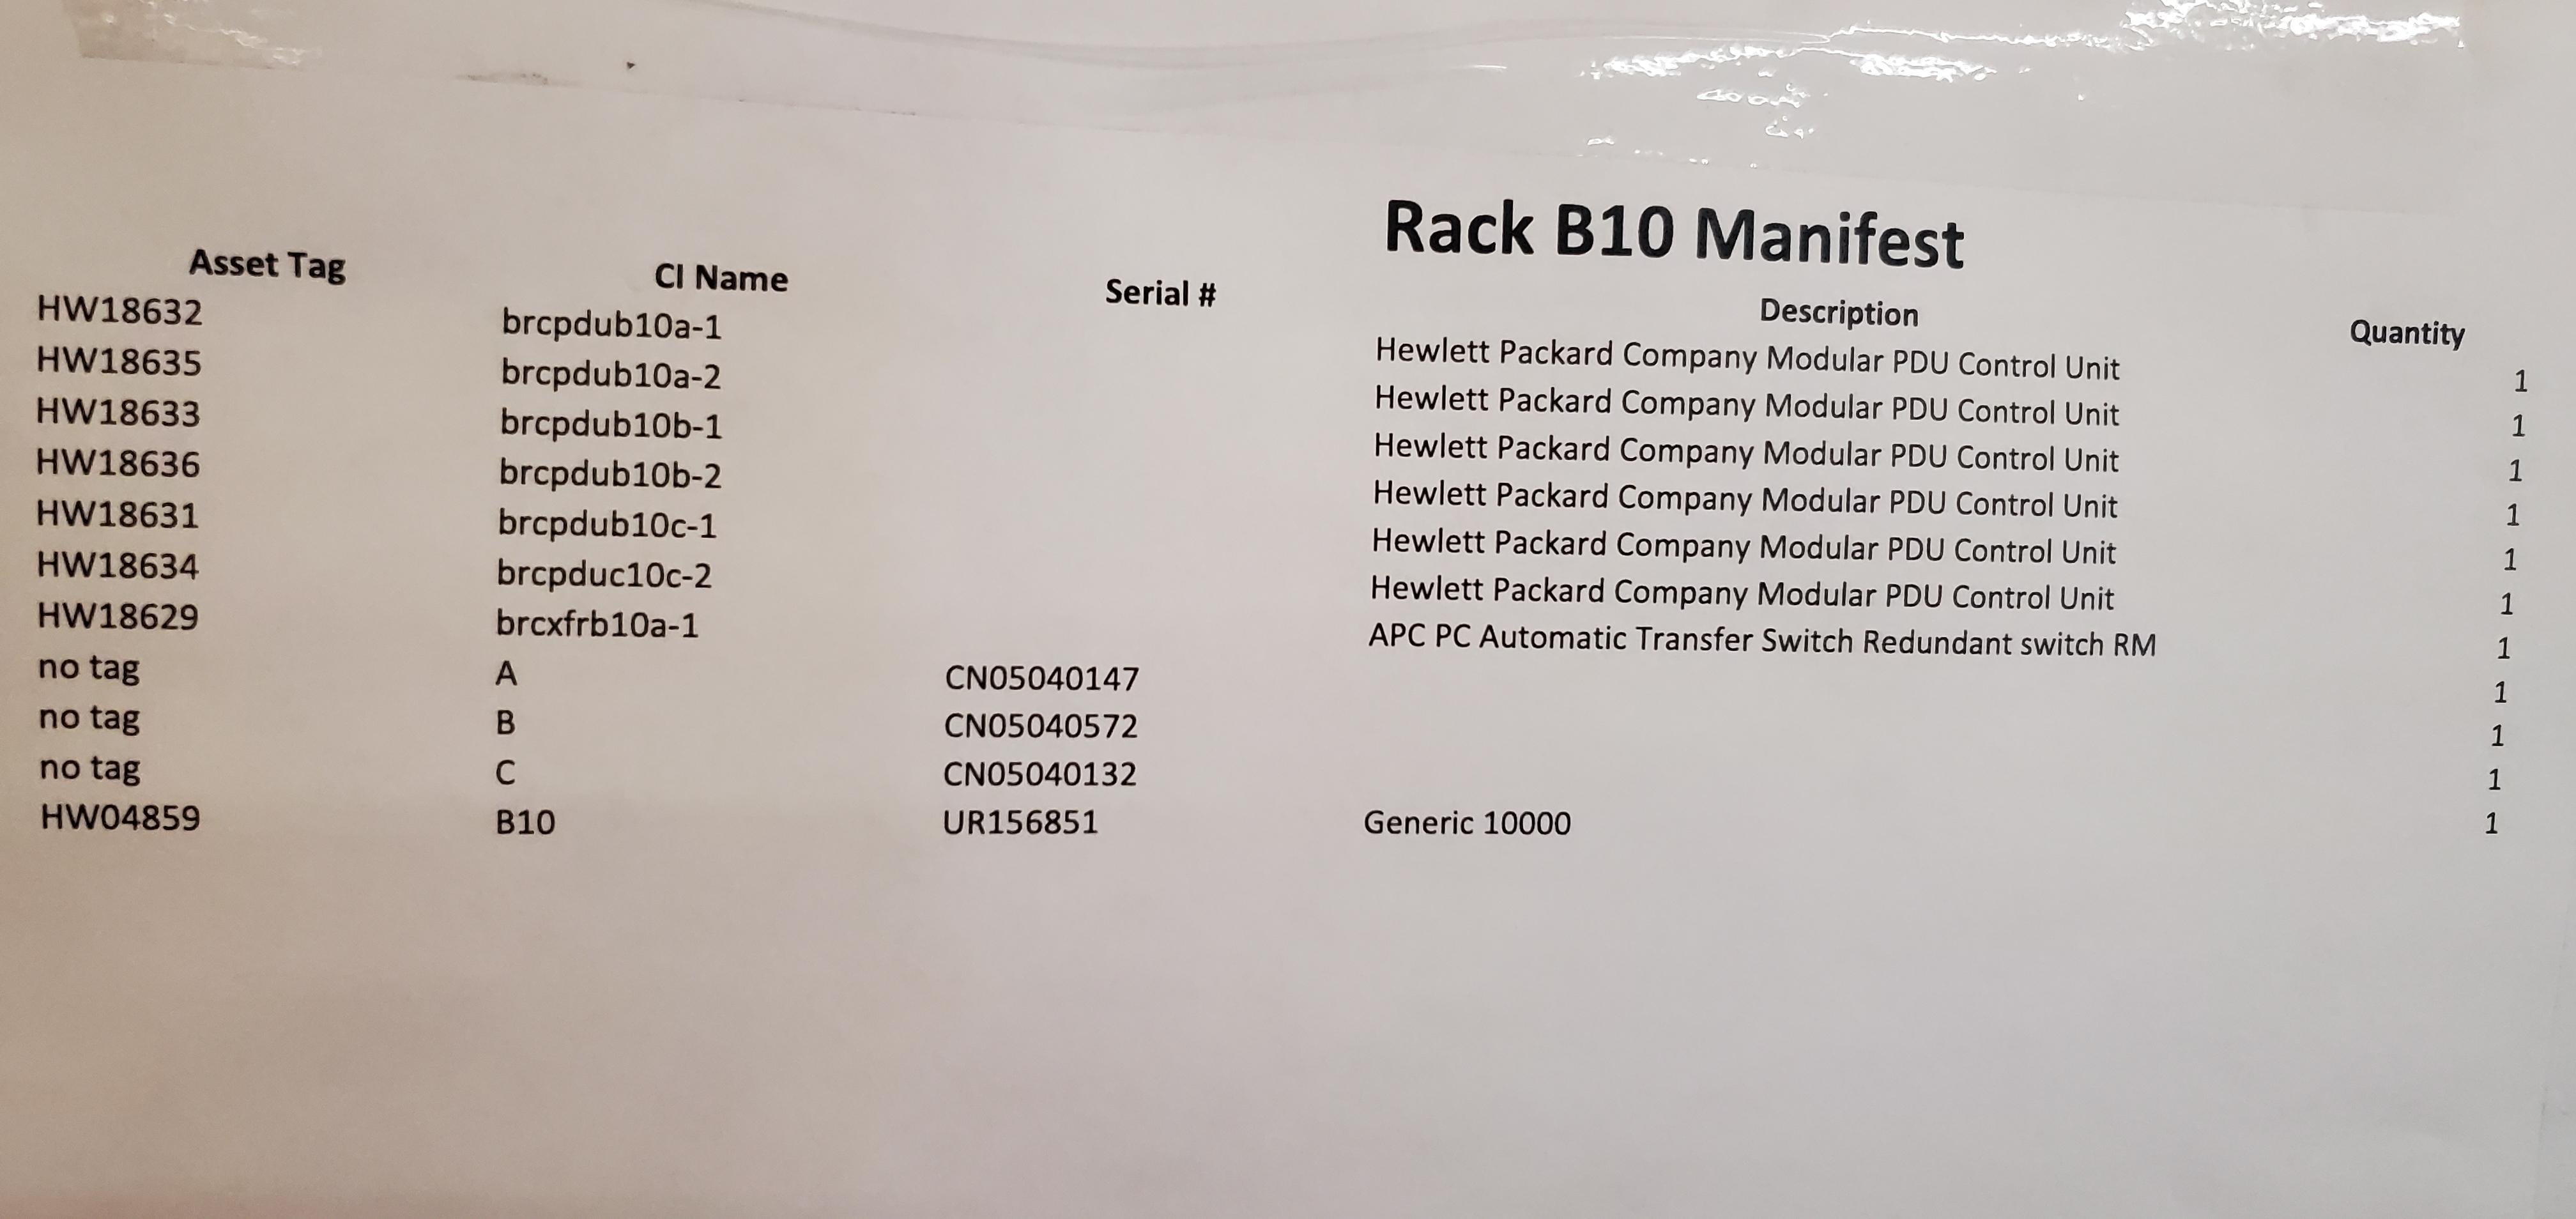 Rack B10 Manifest
Asset Tag CI Name Serial # Description Quantity
HW18632 brcpdub10a-1 Hewlett Packard Company Modular PDU Control Unit 1
HW18635 brcpdub10a-2 Hewlett Packard Company Modular PDU Control Unit 1
HW18633 brcpdub10b-1 Hewlett Packard Company Modular PDU Control Unit 1
HW18636 brcpdub10b-2 Hewlett Packard Company Modular PDU Control Unit 1
HW18631 brcpdub10c-1 Hewlett Packard Company Modular PDU Control Unit 1
HW18634 brcpduc10c-2 Hewlett Packard Company Modular PDU Control Unit 1
HW18629 brcxfrb10a-1 APC PC Automatic Transfer Switch Redundant switch RM 1
no tag A CN05040147 1
no tag B CN05040572 1
no tag C CN05040132 1
HW04859 B10 UR156851 Generic 10000 1